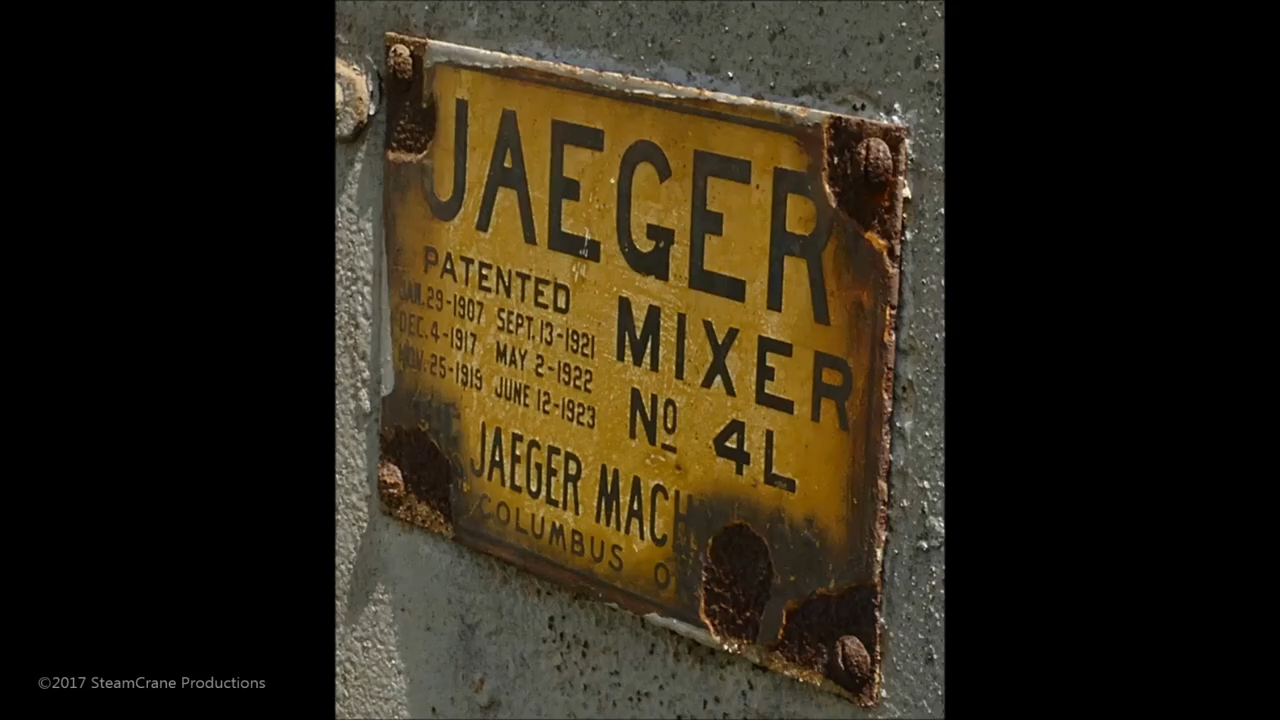 JAEGER
PATENTED
JAN. 29-1907 SEPT. 13-1921
DEC. 4-1917 MAY 2-1922
NOV. 25-1919 JUNE 12-1923
MIXER
Nº 4L
THE JAEGER MACH
COLUMBUS O
©2017 SteamCrane Productions